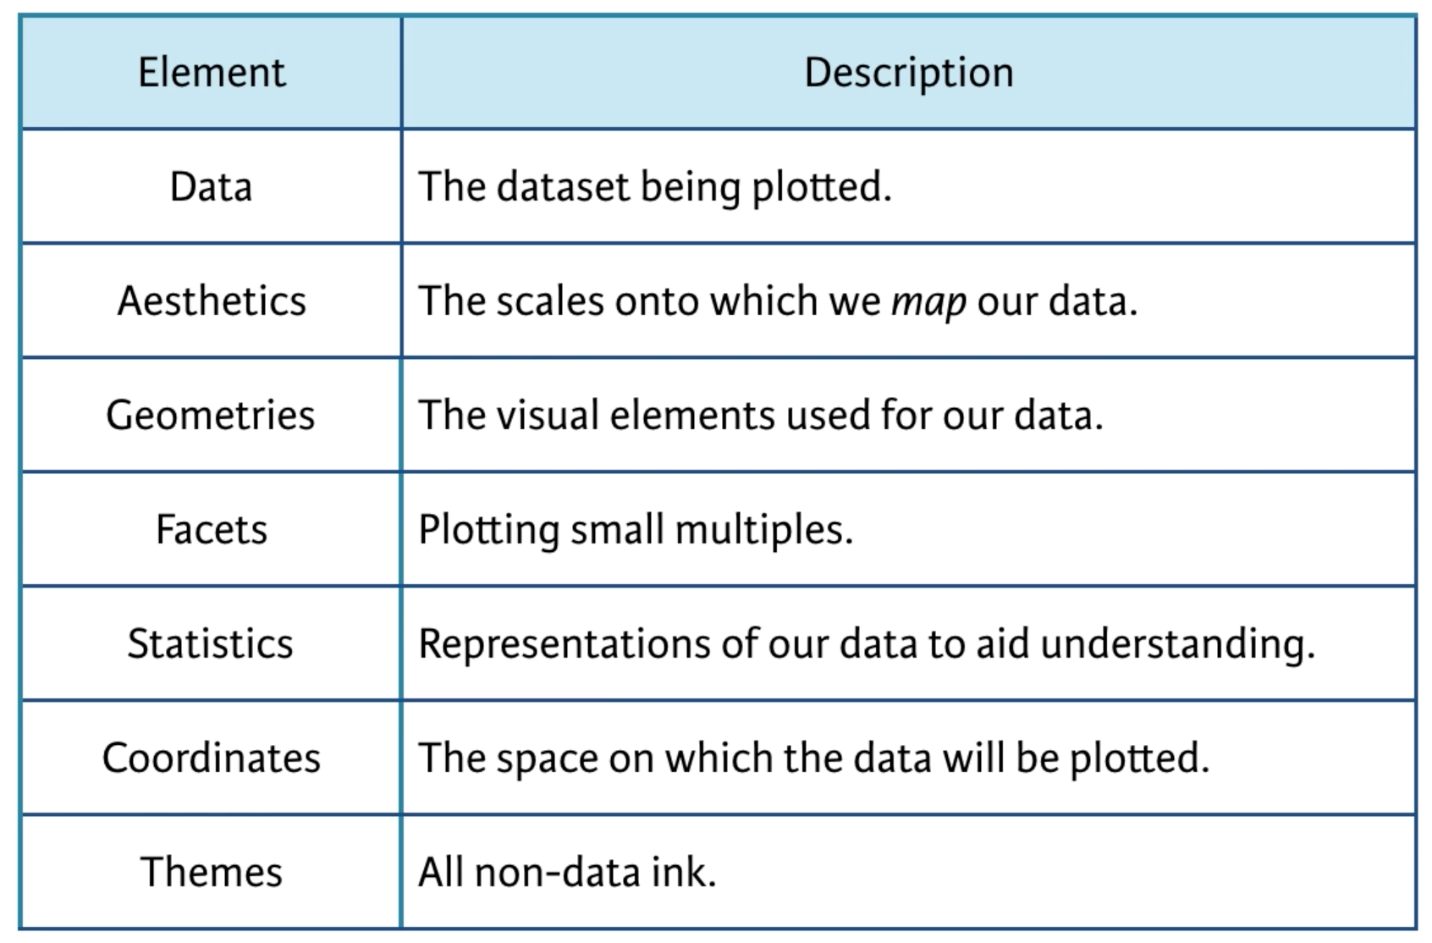 Element Description
Data The dataset being plotted.
Aesthetics The scales onto which we map our data.
Geometries The visual elements used for our data.
Facets Plotting small multiples.
Statistics Representations of our data to aid understanding.
Coordinates The space on which the data will be plotted.
Themes All non-data ink.